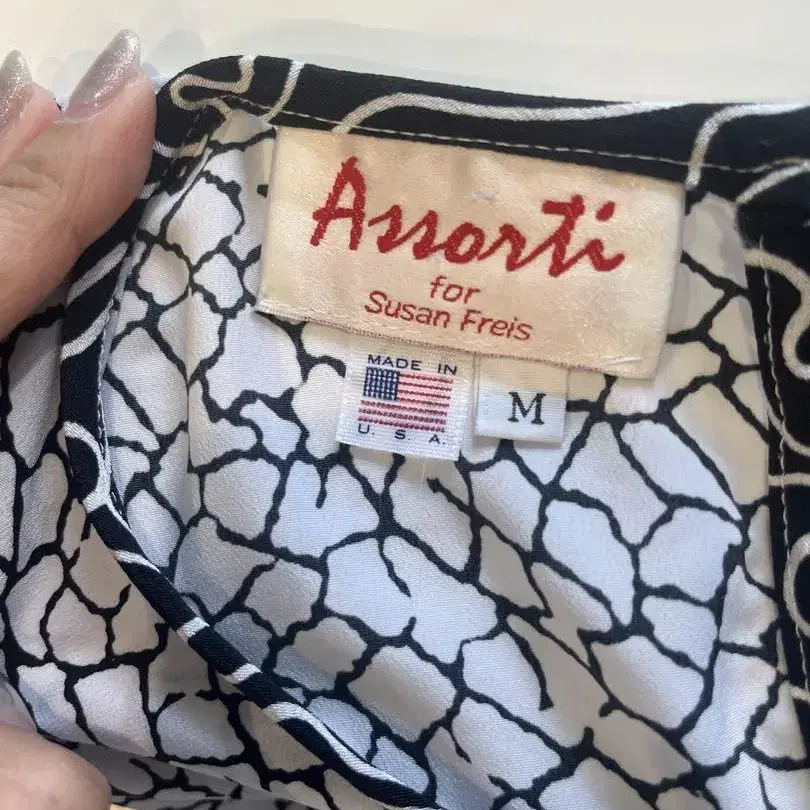 Assorti
for
Susan Freis
MADE IN
U. S. A.
M